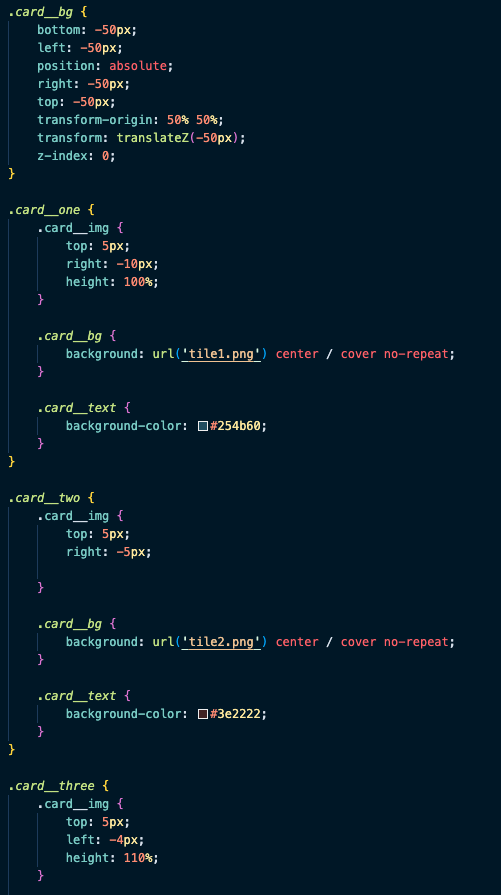 .card__bg {
    bottom: -50px;
    left: -50px;
    position: absolute;
    right: -50px;
    top: -50px;
    transform-origin: 50% 50%;
    transform: translateZ(-50px);
    z-index: 0;
}

.card__one {
    .card__img {
        top: 5px;
        right: -10px;
        height: 100%;
    }

    .card__bg {
        background: url('tile1.png') center / cover no-repeat;
    }

    .card__text {
        background-color: #254b60;
    }
}

.card__two {
    .card__img {
        top: 5px;
        right: -5px;

    }

    .card__bg {
        background: url('tile2.png') center / cover no-repeat;
    }

    .card__text {
        background-color: #3e2222;
    }
}

.card__three {
    .card__img {
        top: 5px;
        left: -4px;
        height: 110%;
    }